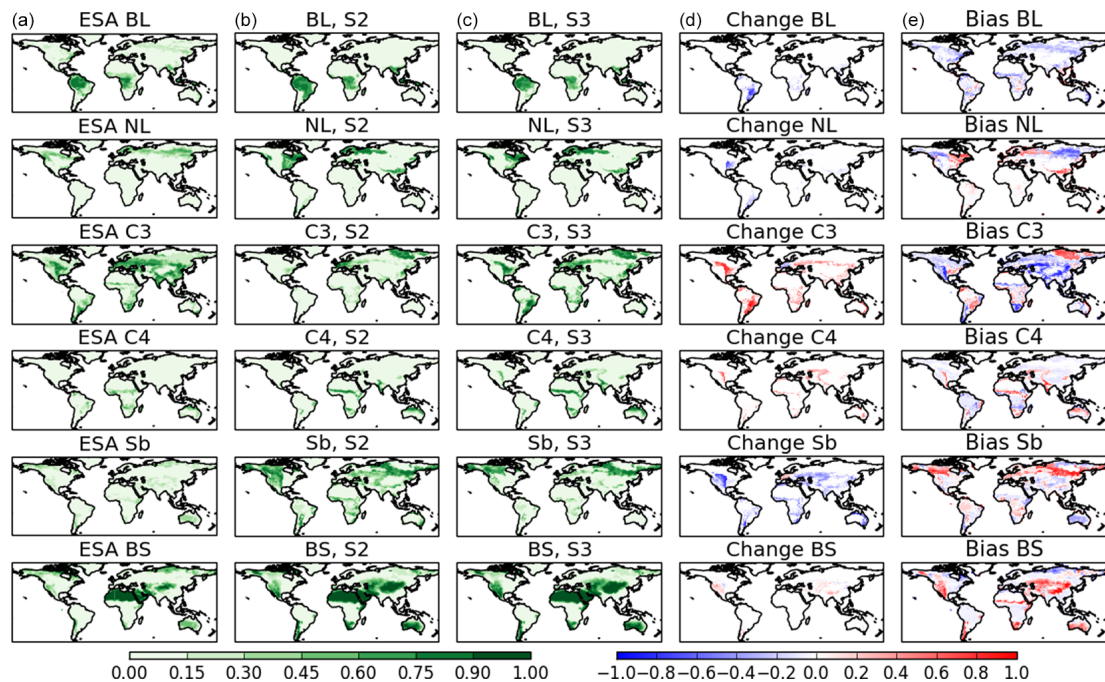 (a) ESA BL (b) BL, S2 (c) BL, S3 (d) Change BL (e) Bias BL
ESA NL NL, S2 NL, S3 Change NL Bias NL
ESA C3 C3, S2 C3, S3 Change C3 Bias C3
ESA C4 C4, S2 C4, S3 Change C4 Bias C4
ESA Sb Sb, S2 Sb, S3 Change Sb Bias Sb
ESA BS BS, S2 BS, S3 Change BS Bias BS
0.00 0.15 0.30 0.45 0.60 0.75 0.90 1.00 −1.0 −0.8 −0.6 −0.4 −0.2 0.0 0.2 0.4 0.6 0.8 1.0